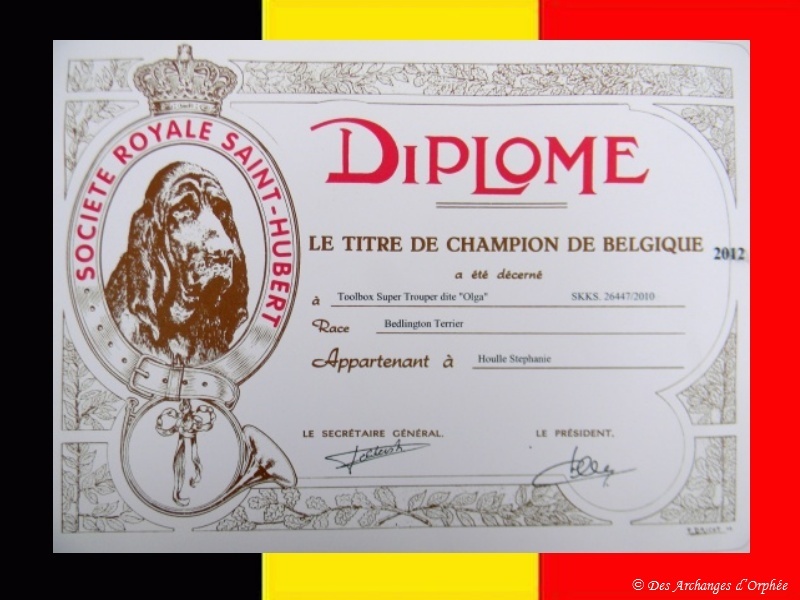 SOCIETE ROYALE SAINT-HUBERT
DIPLOME
LE TITRE DE CHAMPION DE BELGIQUE 2012
a été décerné
à Toolbox Super Trouper dite "Olga" SKKS. 26447/2010
Race Bedlington Terrier
Appartenant à Houlle Stephanie
LE SECRÉTAIRE GÉNÉRAL. LE PRÉSIDENT.
© Des Archanges d'Orphée